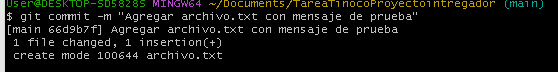 User@DESKTOP-SD5828S MINGW64 ~/Documents/TareaTinocoProyectointregador (main)
$ git commit -m "Agregar archivo.txt con mensaje de prueba"
[main 66d9b7f] Agregar archivo.txt con mensaje de prueba
 1 file changed, 1 insertion(+)
 create mode 100644 archivo.txt